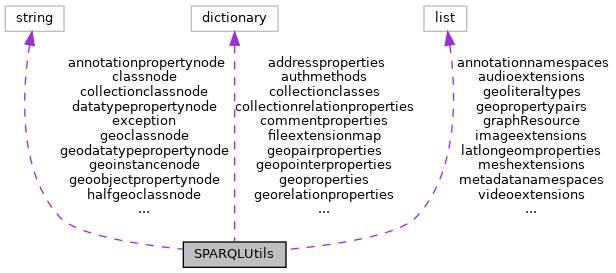 string
dictionary
list
annotationpropertynode
classnode
collectionclassnode
datatypepropertynode
exception
geoclassnode
geodatatypepropertynode
geoinstancenode
geoobjectpropertynode
halfgeoclassnode
...
addressproperties
authmethods
collectionclasses
collectionrelationproperties
commentproperties
fileextensionmap
geopairproperties
geopointerproperties
geoproperties
georelationproperties
...
annotationnamespaces
audioextensions
geoliteraltypes
geopropertypairs
graphResource
imageextensions
latlongeomproperties
meshextensions
metadatanamespaces
videoextensions
...
SPARQLUtils